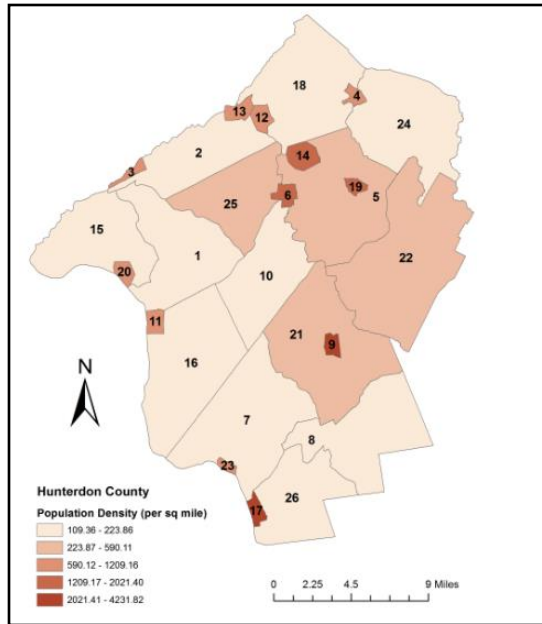 18
4
13
12
24
2
14
3
19
6
5
25
15
22
1
10
20
11
21
9
16
N
7
8
23
26
17
Hunterdon County
Population Density (per sq mile)
109.36 - 223.86
223.87 - 590.11
590.12 - 1209.16
1209.17 - 2021.40
2021.41 - 4231.82
0 2.25 4.5 9 Miles